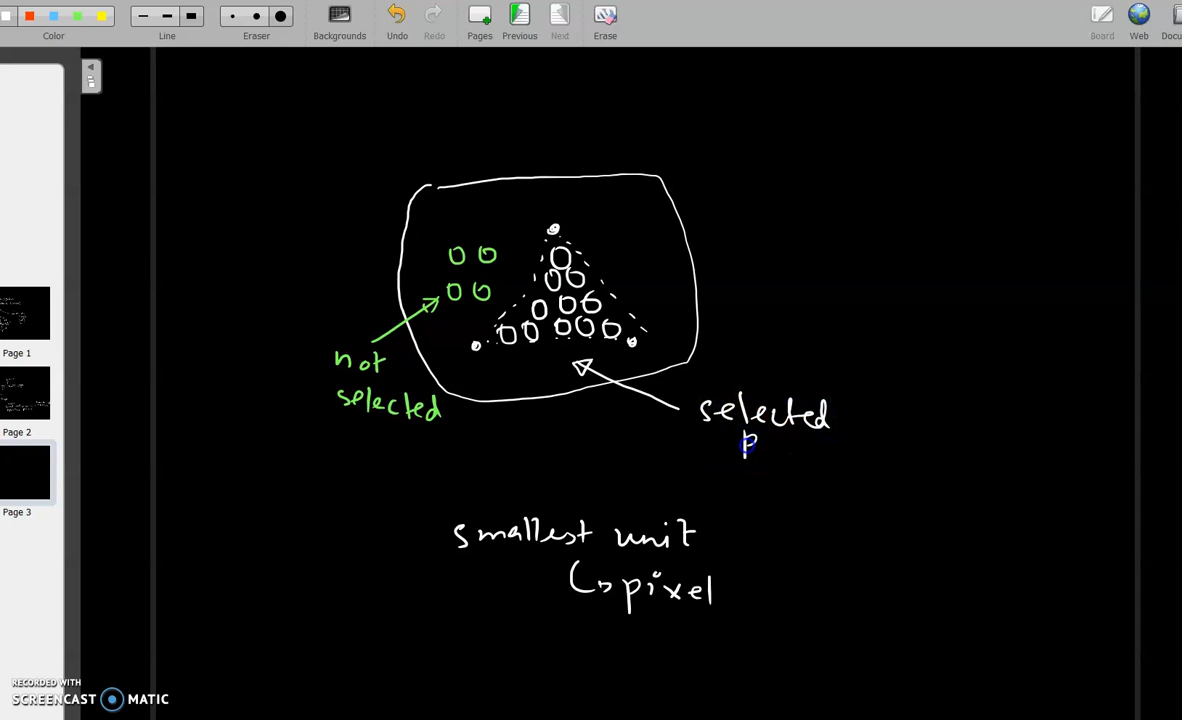 Color
Line
Eraser
Backgrounds
Undo
Redo
Pages
Previous
Next
Erase
Board
Web
Docu
Page 1
Page 2
Page 3
not
selected
selected
P
smallest unit
pixel
RECORDED WITH
SCREENCAST MATIC